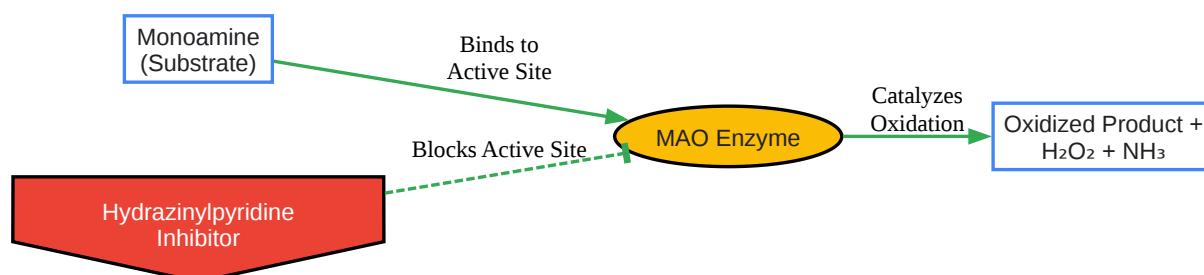 Monoamine
(Substrate)
Binds to
Active Site
Blocks Active Site
MAO Enzyme
Catalyzes
Oxidation
Oxidized Product +
H₂O₂ + NH₃
Hydrazinylpyridine
Inhibitor